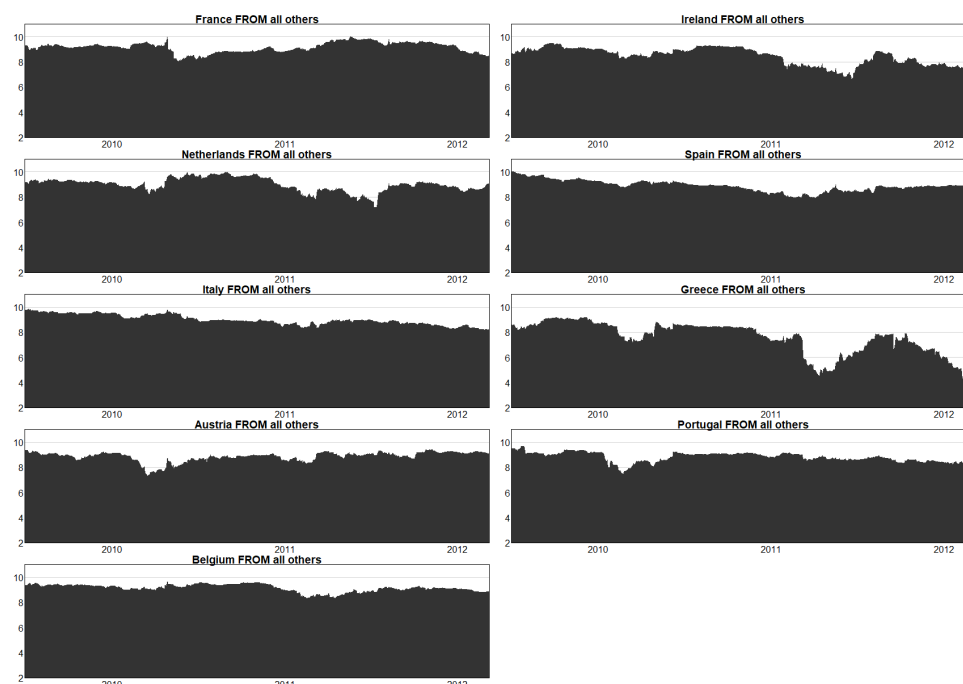 France FROM all others
10
8
6
4
2
2010 2011 2012
Ireland FROM all others
10
8
6
4
2
2010 2011 2012
Netherlands FROM all others
10
8
6
4
2
2010 2011 2012
Spain FROM all others
10
8
6
4
2
2010 2011 2012
Italy FROM all others
10
8
6
4
2
2010 2011 2012
Greece FROM all others
10
8
6
4
2
2010 2011 2012
Austria FROM all others
10
8
6
4
2
2010 2011 2012
Portugal FROM all others
10
8
6
4
2
2010 2011 2012
Belgium FROM all others
10
8
6
4
2
2010 2011 2012